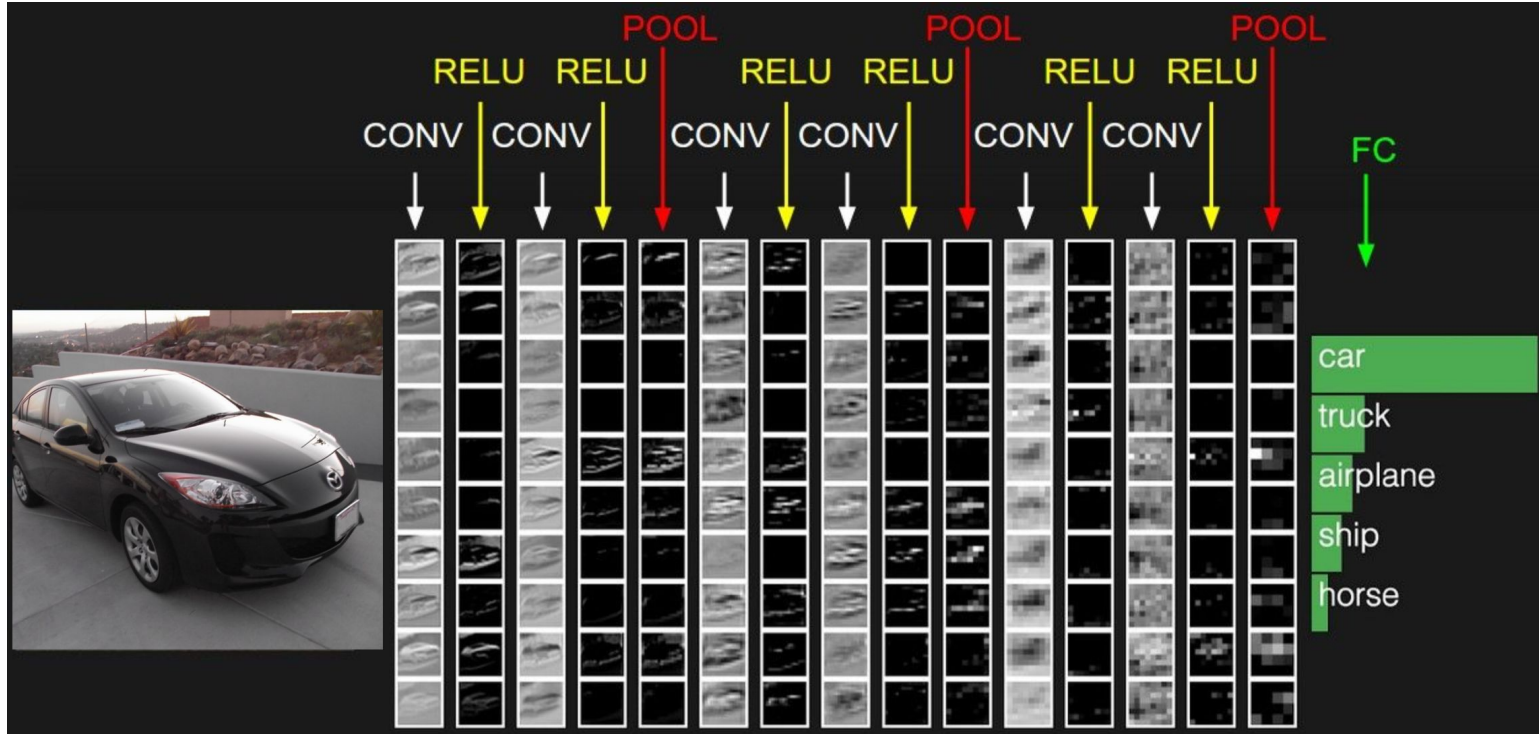 POOL POOL POOL
RELU RELU RELU RELU RELU RELU
CONV CONV CONV CONV CONV CONV
FC
car
truck
airplane
ship
horse